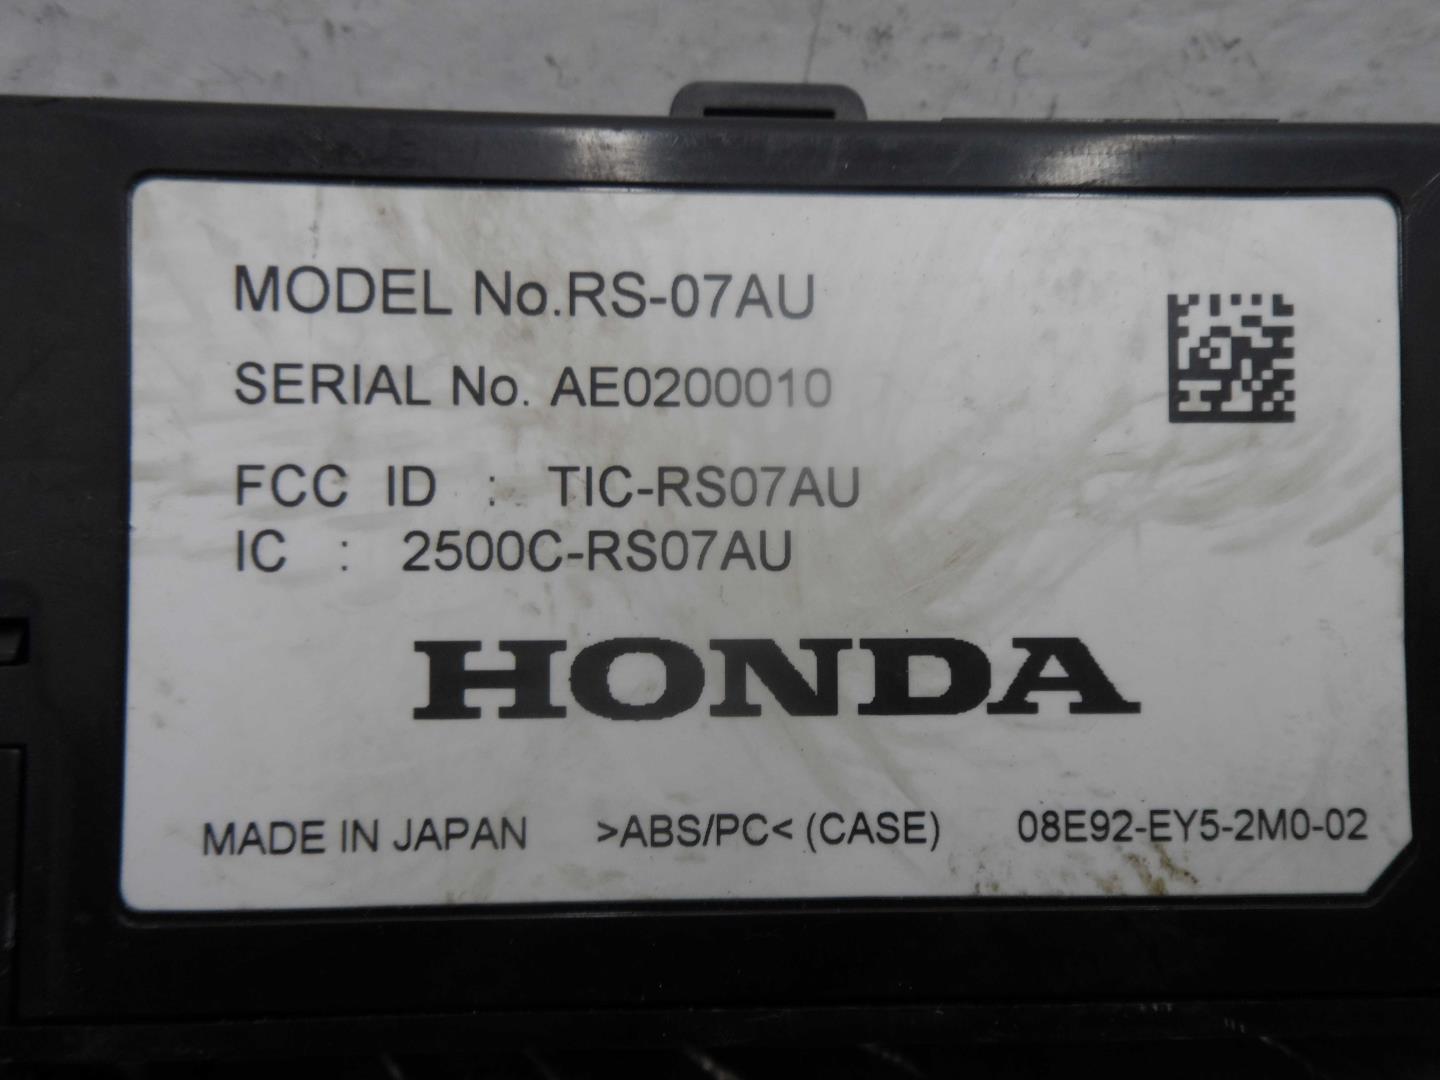 MODEL No.RS-07AU
SERIAL No. AE0200010
FCC ID : TIC-RS07AU
IC : 2500C-RS07AU
HONDA
MADE IN JAPAN >ABS/PC< (CASE) 08E92-EY5-2M0-02